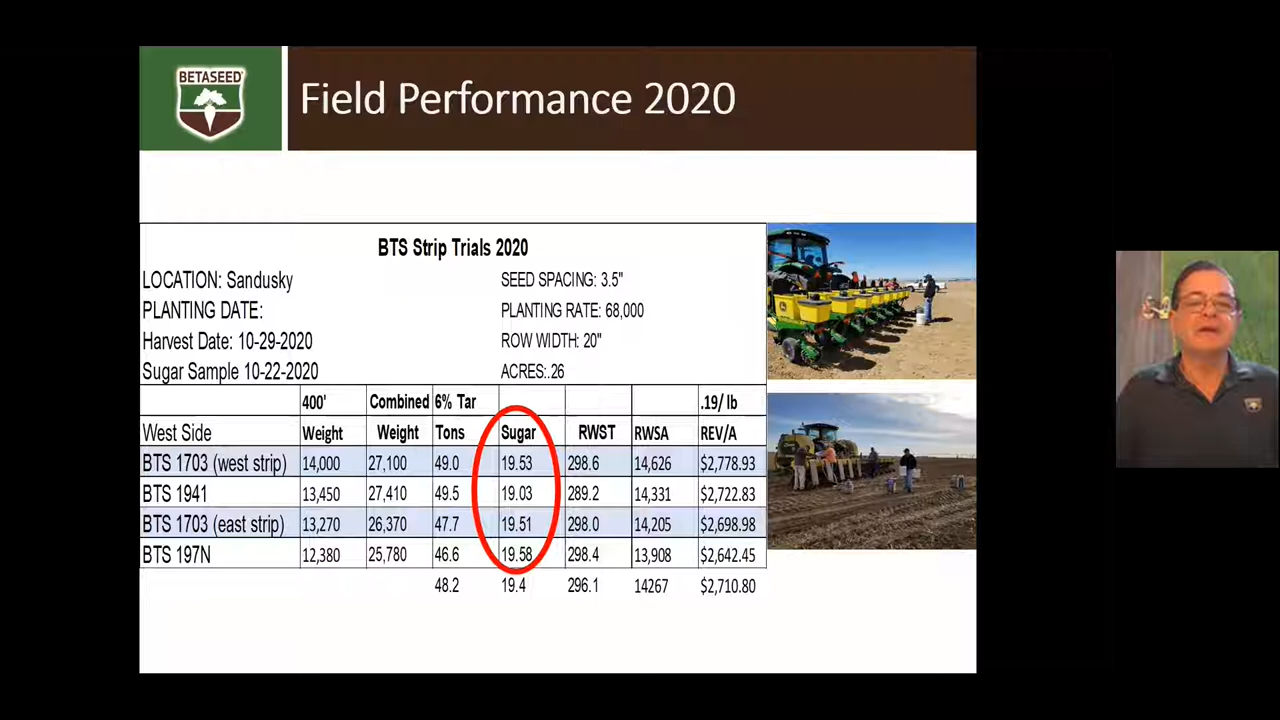 BETASEED
Field Performance 2020
BTS Strip Trials 2020
LOCATION: Sandusky SEED SPACING: 3.5"
PLANTING DATE: PLANTING RATE: 68,000
Harvest Date: 10-29-2020 ROW WIDTH: 20"
Sugar Sample 10-22-2020 ACRES:.26
400' Combined 6% Tar .19/ lb
West Side Weight Weight Tons Sugar RWST RWSA REV/A
BTS 1703 (west strip) 14,000 27,100 49.0 19.53 298.6 14,626 $2,778.93
BTS 1941 13,450 27,410 49.5 19.03 289.2 14,331 $2,722.83
BTS 1703 (east strip) 13,270 26,370 47.7 19.51 298.0 14,205 $2,698.98
BTS 197N 12,380 25,780 46.6 19.58 298.4 13,908 $2,642.45
48.2 19.4 296.1 14267 $2,710.80